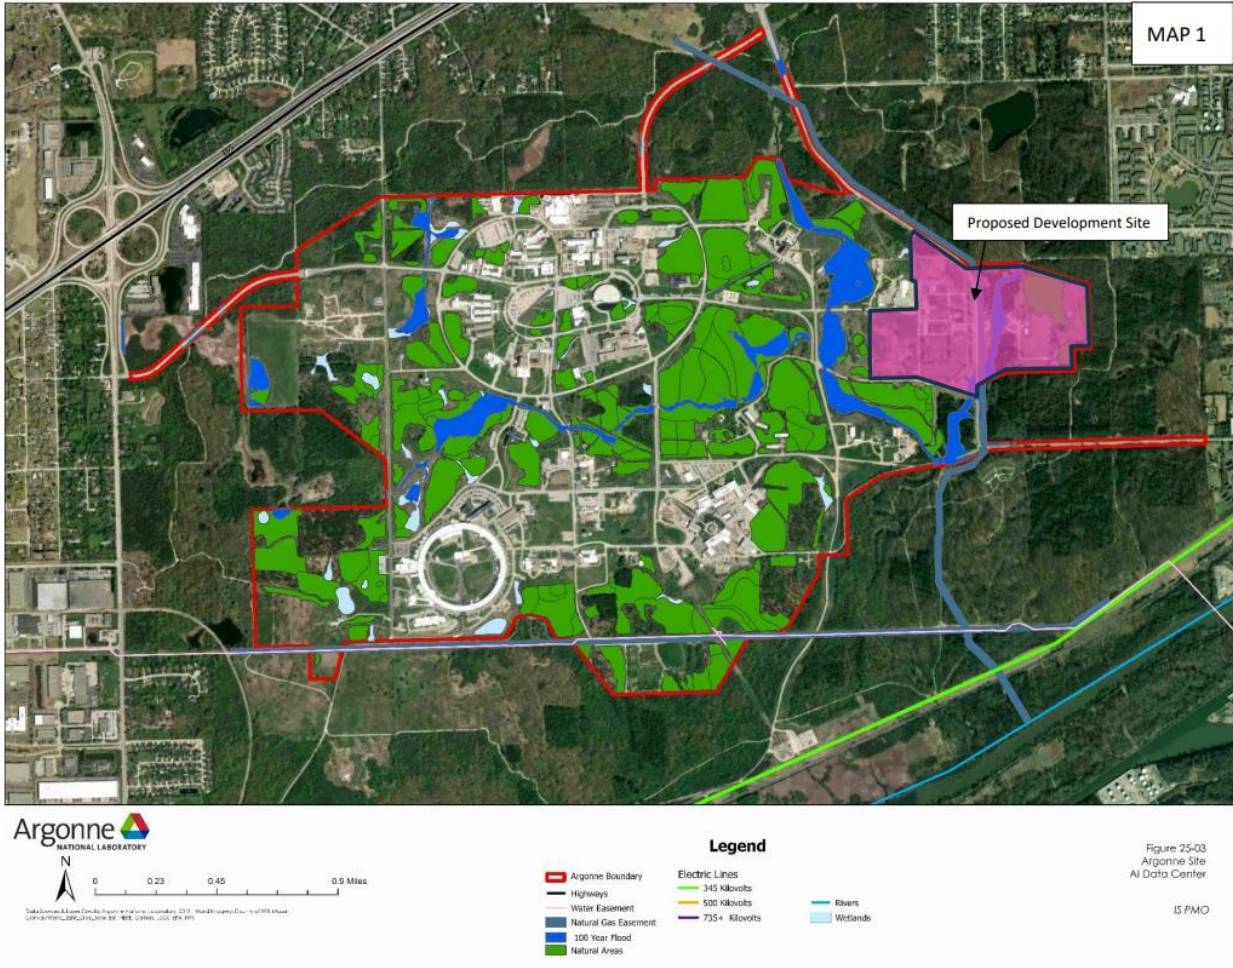 MAP 1
I55
Proposed Development Site
Argonne
NATIONAL LABORATORY
N
0 0.23 0.45 0.9 Miles
Legend
Argonne Boundary
Highways
Water Easement
Natural Gas Easement
100 Year Flood
Natural Areas
Electric Lines
345 Kilovolts
500 Kilovolts
735+ Kilovolts
Rivers
Wetlands
Figure 25-03
Argonne Site
AI Data Center
IS PMO